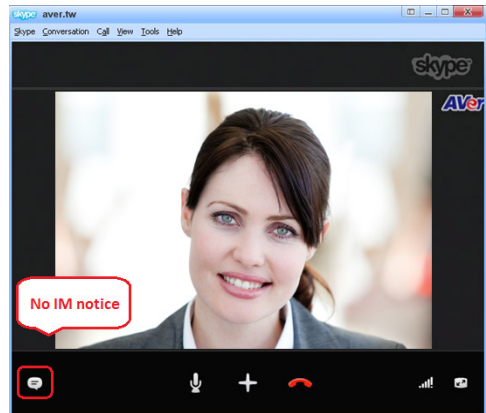 skype aver.tw
Skype Conversation Call View Tools Help
skype
AVer
No IM notice